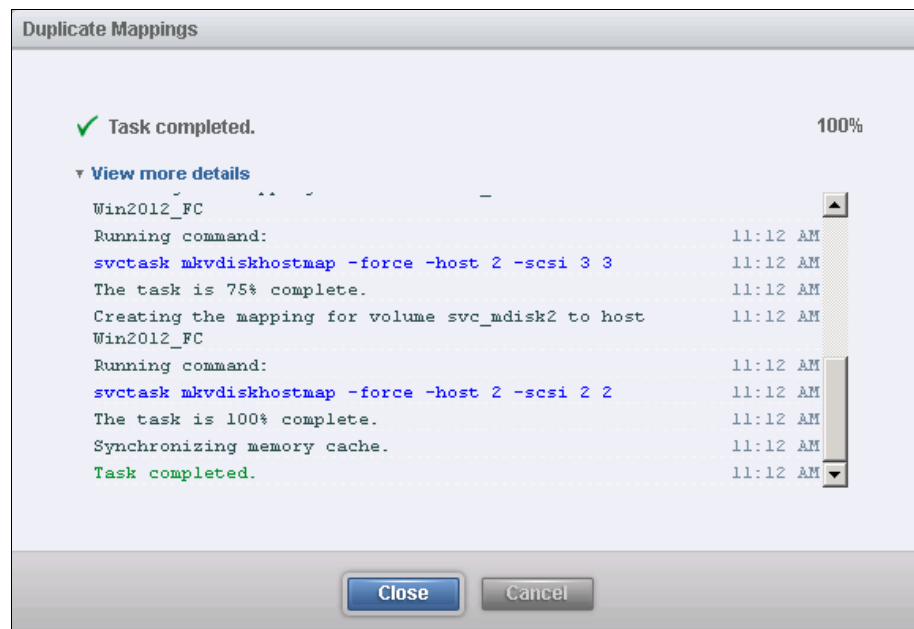 Duplicate Mappings
Task completed.
100%
View more details
Win2012_FC
Running command:
11:12 AM
svctask mkvdiskhostmap -force -host 2 -scsi 3 3
11:12 AM
The task is 75% complete.
11:12 AM
Creating the mapping for volume svc_mdisk2 to host
11:12 AM
Win2012_FC
Running command:
11:12 AM
svctask mkvdiskhostmap -force -host 2 -scsi 2 2
11:12 AM
The task is 100% complete.
11:12 AM
Synchronizing memory cache.
11:12 AM
Task completed.
11:12 AM
Close
Cancel